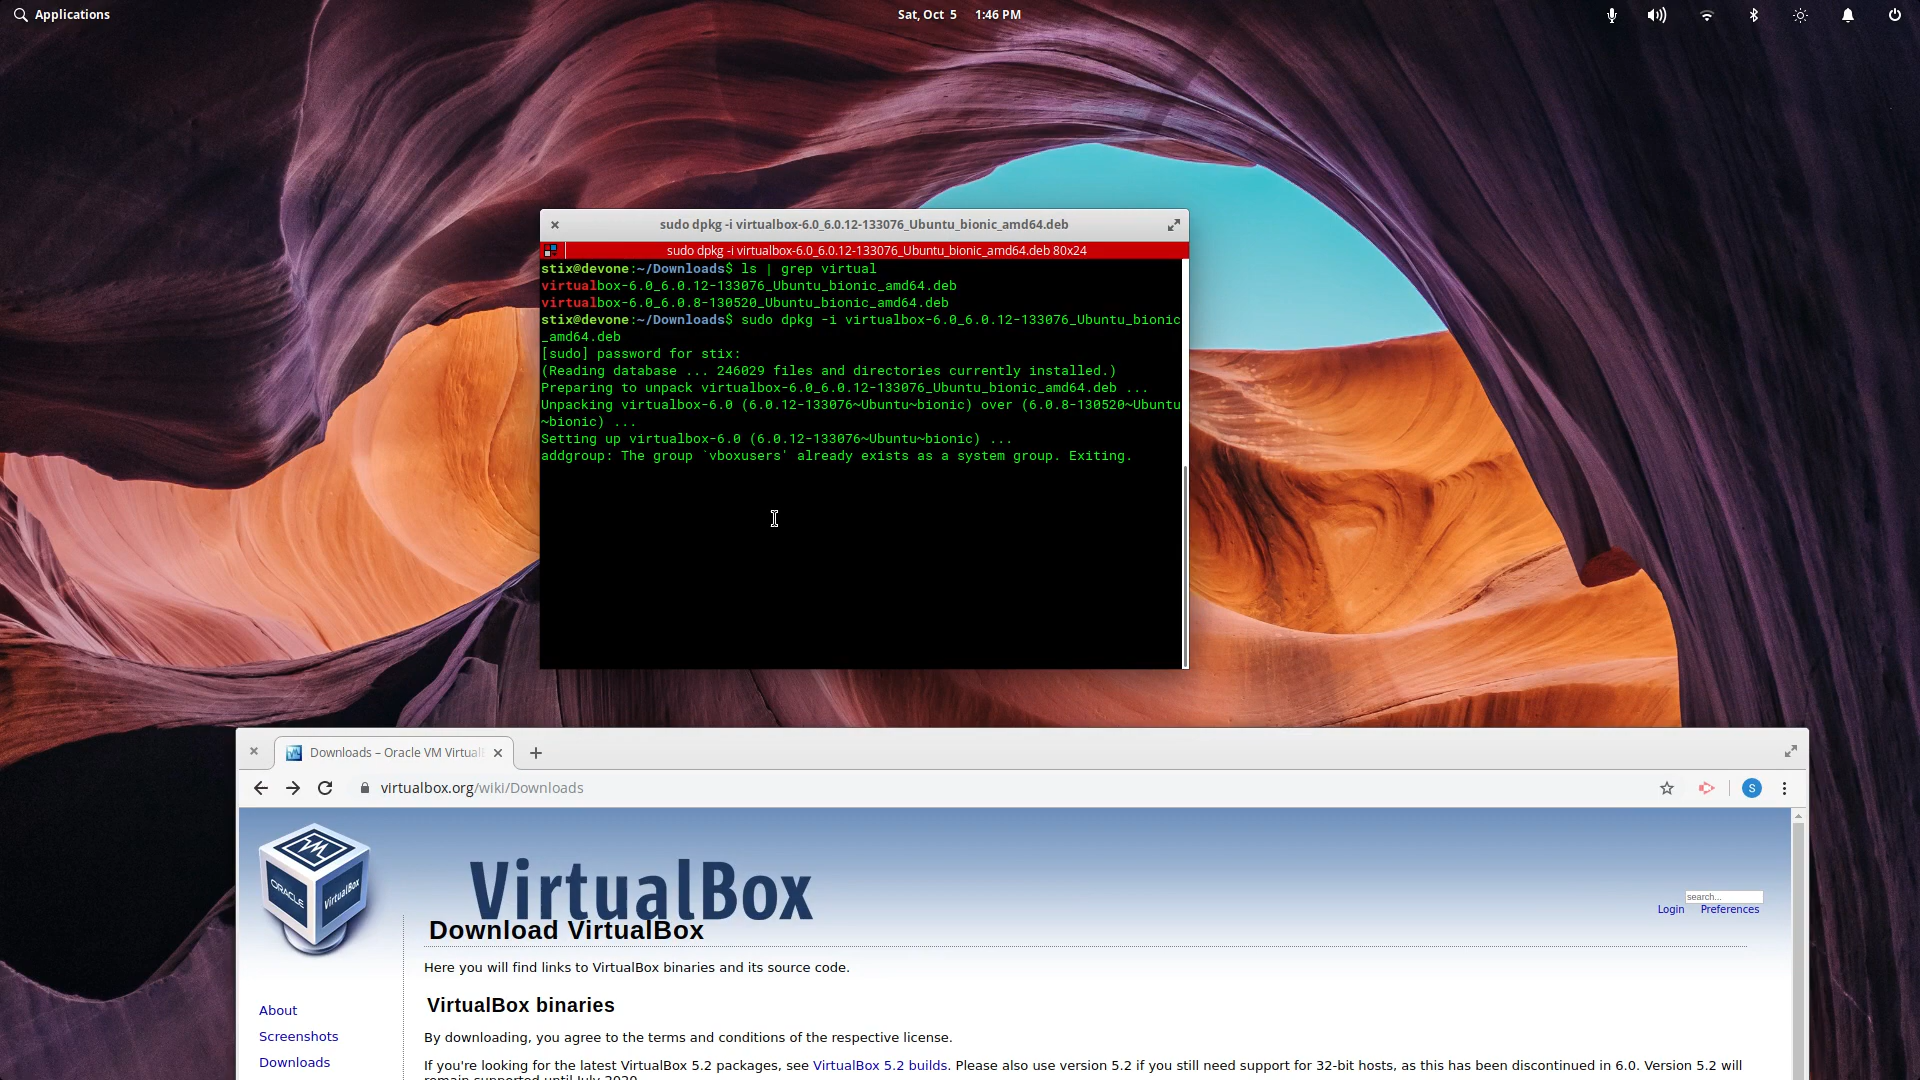 Applications
Sat, Oct 5 1:46 PM
sudo dpkg -i virtualbox-6.0_6.0.12-133076_Ubuntu_bionic_amd64.deb
sudo dpkg -i virtualbox-6.0_6.0.12-133076_Ubuntu_bionic_amd64.deb 80x24
stix@devone:~/Downloads$ ls | grep virtual
virtualbox-6.0_6.0.12-133076_Ubuntu_bionic_amd64.deb
virtualbox-6.0_6.0.8-130520_Ubuntu_bionic_amd64.deb
stix@devone:~/Downloads$ sudo dpkg -i virtualbox-6.0_6.0.12-133076_Ubuntu_bionic
_amd64.deb
[sudo] password for stix:
(Reading database ... 246029 files and directories currently installed.)
Preparing to unpack virtualbox-6.0_6.0.12-133076_Ubuntu_bionic_amd64.deb ...
Unpacking virtualbox-6.0 (6.0.12-133076~Ubuntu~bionic) over (6.0.8-130520~Ubuntu
~bionic) ...
Setting up virtualbox-6.0 (6.0.12-133076~Ubuntu~bionic) ...
addgroup: The group `vboxusers' already exists as a system group. Exiting.
Downloads – Oracle VM Virtual
virtualbox.org/wiki/Downloads
S
ORACLE
VirtualBox
VirtualBox
search...
Login Preferences
Download VirtualBox
Here you will find links to VirtualBox binaries and its source code.
VirtualBox binaries
About
Screenshots
Downloads
By downloading, you agree to the terms and conditions of the respective license.
If you're looking for the latest VirtualBox 5.2 packages, see VirtualBox 5.2 builds. Please also use version 5.2 if you still need support for 32-bit hosts, as this has been discontinued in 6.0. Version 5.2 will
remain supported until July 2020.